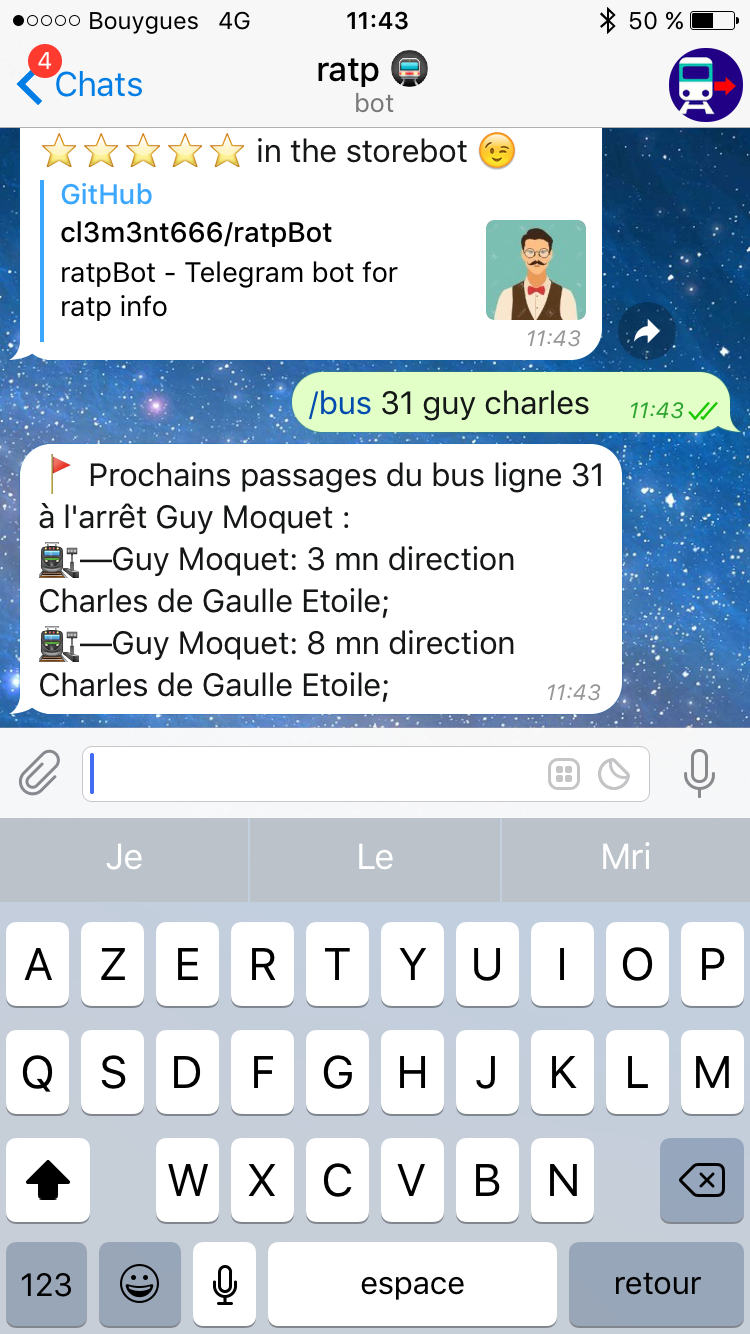 Bouygues 4G 11:43 50 %
4
Chats
ratp
bot
in the storebot
GitHub
cl3m3nt666/ratpBot
ratpBot - Telegram bot for
ratp info
11:43
/bus 31 guy charles 11:43
Prochains passages du bus ligne 31
à l'arrêt Guy Moquet :
—Guy Moquet: 3 mn direction
Charles de Gaulle Etoile;
—Guy Moquet: 8 mn direction
Charles de Gaulle Etoile;
11:43
Je Le Mri
A Z E R T Y U I O P
Q S D F G H J K L M
W X C V B N
123 espace retour